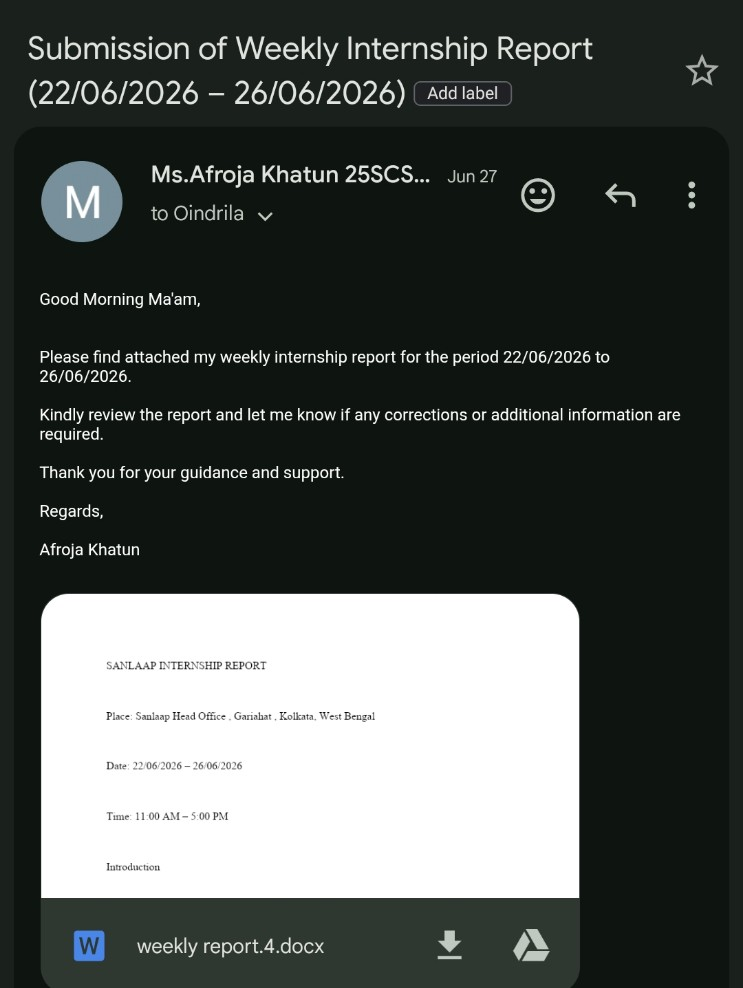 Submission of Weekly Internship Report
(22/06/2026 – 26/06/2026) Add label
M
Ms.Afroja Khatun 25SCS... Jun 27
to Oindrila
Good Morning Ma'am,
Please find attached my weekly internship report for the period 22/06/2026 to
26/06/2026.
Kindly review the report and let me know if any corrections or additional information are
required.
Thank you for your guidance and support.
Regards,
Afroja Khatun
SANLAAP INTERNSHIP REPORT
Place: Sanlaap Head Office , Gariahat , Kolkata, West Bengal
Date: 22/06/2026 – 26/06/2026
Time: 11:00 AM – 5:00 PM
Introduction
W weekly report.4.docx